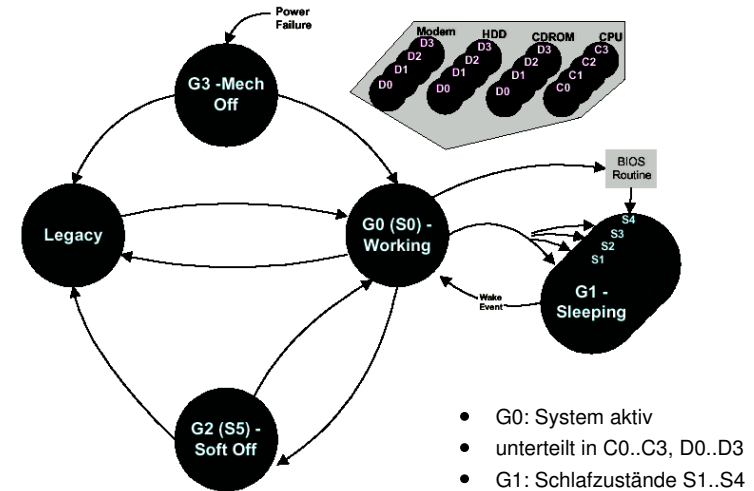 Power
Failure
Modem HDD CDROM CPU
D3 D3 D3 C3
D2 D2 D2 C2
D1 D1 D1 C1
D0 D0 D0 C0
G3 -Mech
Off
BIOS
Routine
Legacy
G0 (S0) -
Working
S4
S3
S2
S1
G1 -
Sleeping
Wake
Event
G2 (S5) -
Soft Off
• G0: System aktiv
• unterteilt in C0..C3, D0..D3
• G1: Schlafzustände S1..S4